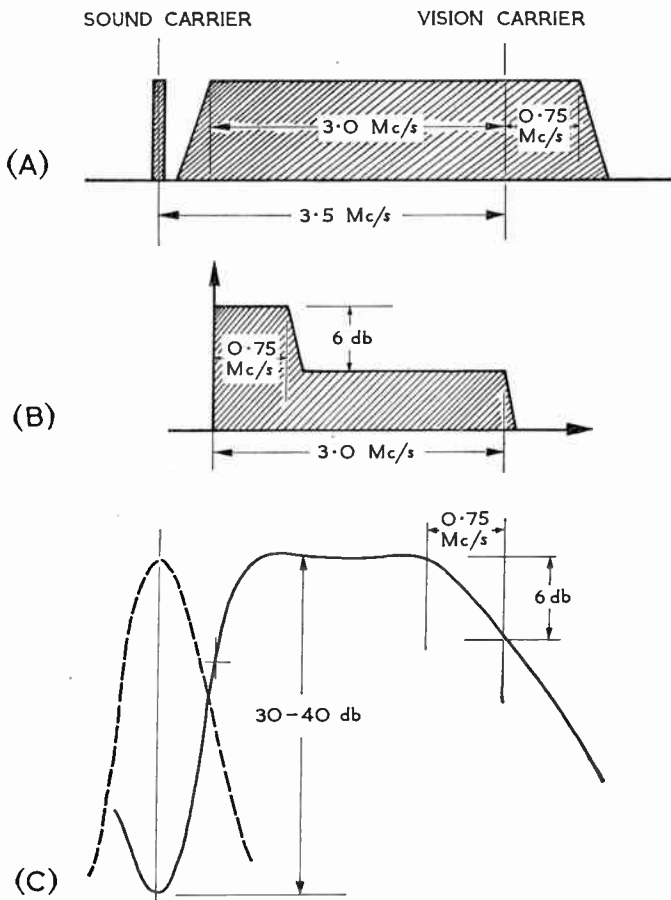 SOUND CARRIER
VISION CARRIER
(A)
3·0 Mc/s
0·75
Mc/s
3·5 Mc/s
(B)
0·75
Mc/s
6 db
3·0 Mc/s
(C)
0·75
Mc/s
6 db
30–40 db